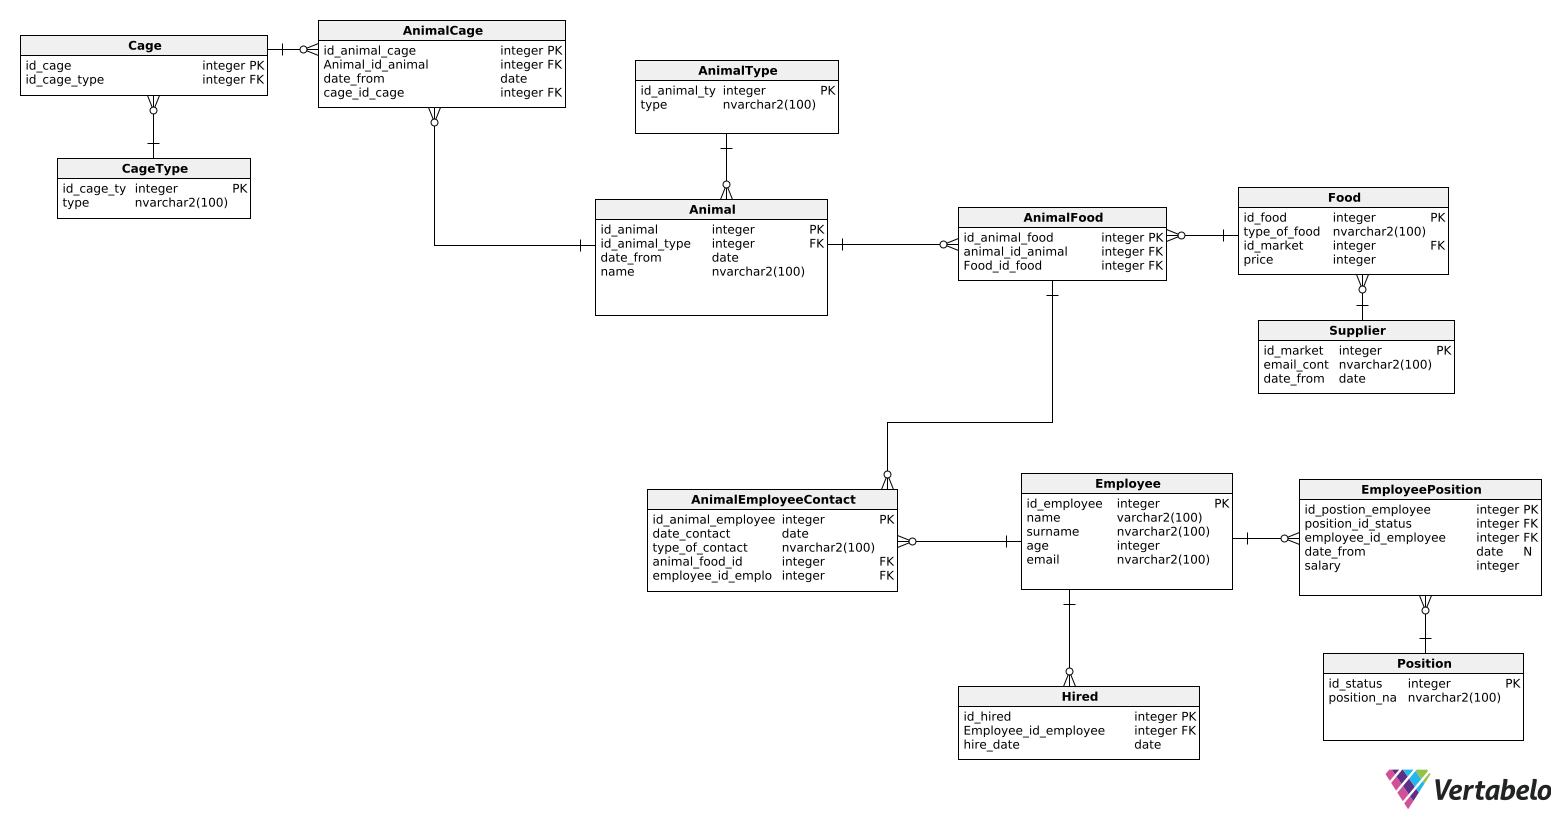 Cage
id_cage integer PK
id_cage_type integer FK
AnimalCage
id_animal_cage integer PK
Animal_id_animal integer FK
date_from date
cage_id_cage integer FK
AnimalType
id_animal_ty integer PK
type nvarchar2(100)
CageType
id_cage_ty integer PK
type nvarchar2(100)
Animal
id_animal integer PK
id_animal_type integer FK
date_from date
name nvarchar2(100)
AnimalFood
id_animal_food integer PK
animal_id_animal integer FK
Food_id_food integer FK
Food
id_food integer PK
type_of_food nvarchar2(100)
id_market integer FK
price integer
Supplier
id_market integer PK
email_cont nvarchar2(100)
date_from date
AnimalEmployeeContact
id_animal_employee integer PK
date_contact date
type_of_contact nvarchar2(100)
animal_food_id integer FK
employee_id_emplo integer FK
Employee
id_employee integer PK
name varchar2(100)
surname nvarchar2(100)
age integer
email nvarchar2(100)
EmployeePosition
id_postion_employee integer PK
position_id_status integer FK
employee_id_employee integer FK
date_from date N
salary integer
Hired
id_hired integer PK
Employee_id_employee integer FK
hire_date date
Position
id_status integer PK
position_na nvarchar2(100)
Vertabelo